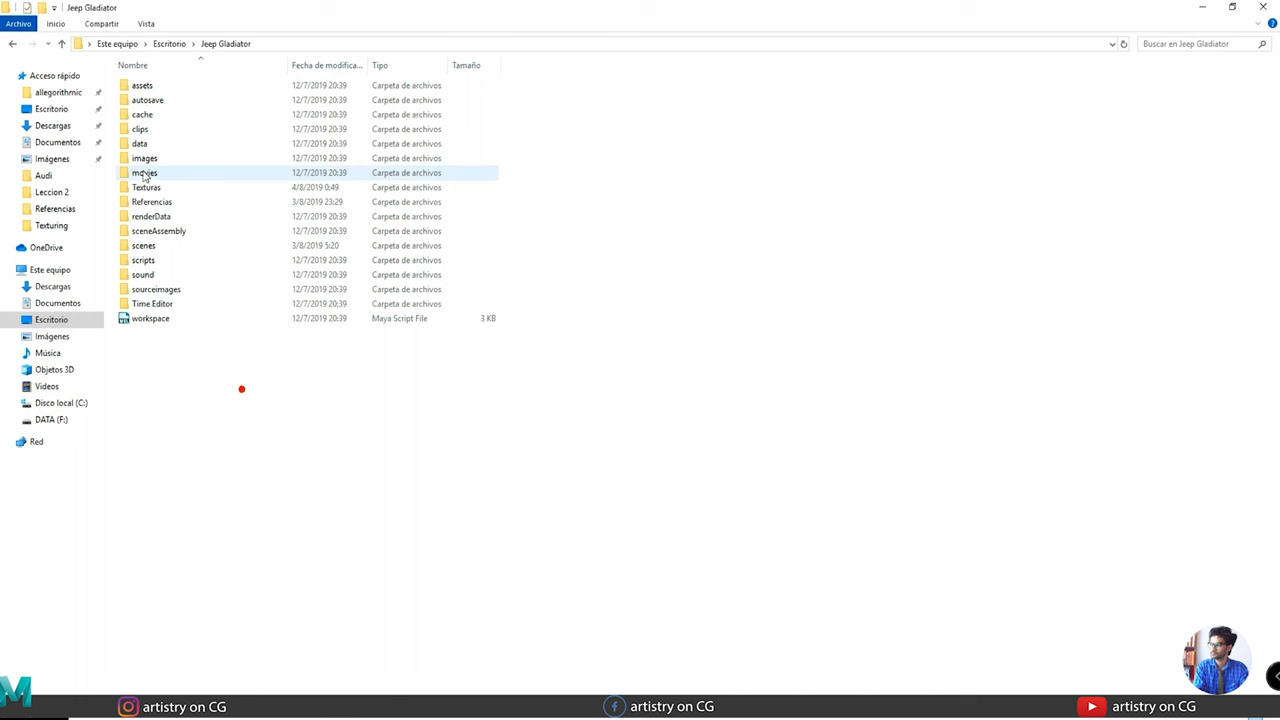 Jeep Gladiator
Archivo Inicio Compartir Vista
Este equipo > Escritorio > Jeep Gladiator
Buscar en Jeep Gladiator
Nombre Fecha de modifica... Tipo Tamaño
Acceso rápido
allegorithmic
Escritorio
Descargas
Documentos
Imágenes
Audi
Leccion 2
Referencias
Texturing
OneDrive
Este equipo
Descargas
Documentos
Escritorio
Imágenes
Música
Objetos 3D
Videos
Disco local (C:)
DATA (F:)
Red
assets 12/7/2019 20:39 Carpeta de archivos
autosave 12/7/2019 20:39 Carpeta de archivos
cache 12/7/2019 20:39 Carpeta de archivos
clips 12/7/2019 20:39 Carpeta de archivos
data 12/7/2019 20:39 Carpeta de archivos
images 12/7/2019 20:39 Carpeta de archivos
movies 12/7/2019 20:39 Carpeta de archivos
Texturas 4/8/2019 0:49 Carpeta de archivos
Referencias 3/8/2019 23:29 Carpeta de archivos
renderData 12/7/2019 20:39 Carpeta de archivos
sceneAssembly 12/7/2019 20:39 Carpeta de archivos
scenes 3/8/2019 5:20 Carpeta de archivos
scripts 12/7/2019 20:39 Carpeta de archivos
sound 12/7/2019 20:39 Carpeta de archivos
sourceimages 12/7/2019 20:39 Carpeta de archivos
Time Editor 12/7/2019 20:39 Carpeta de archivos
workspace 12/7/2019 20:39 Maya Script File 3 KB
M
artistry on CG artistry on CG artistry on CG